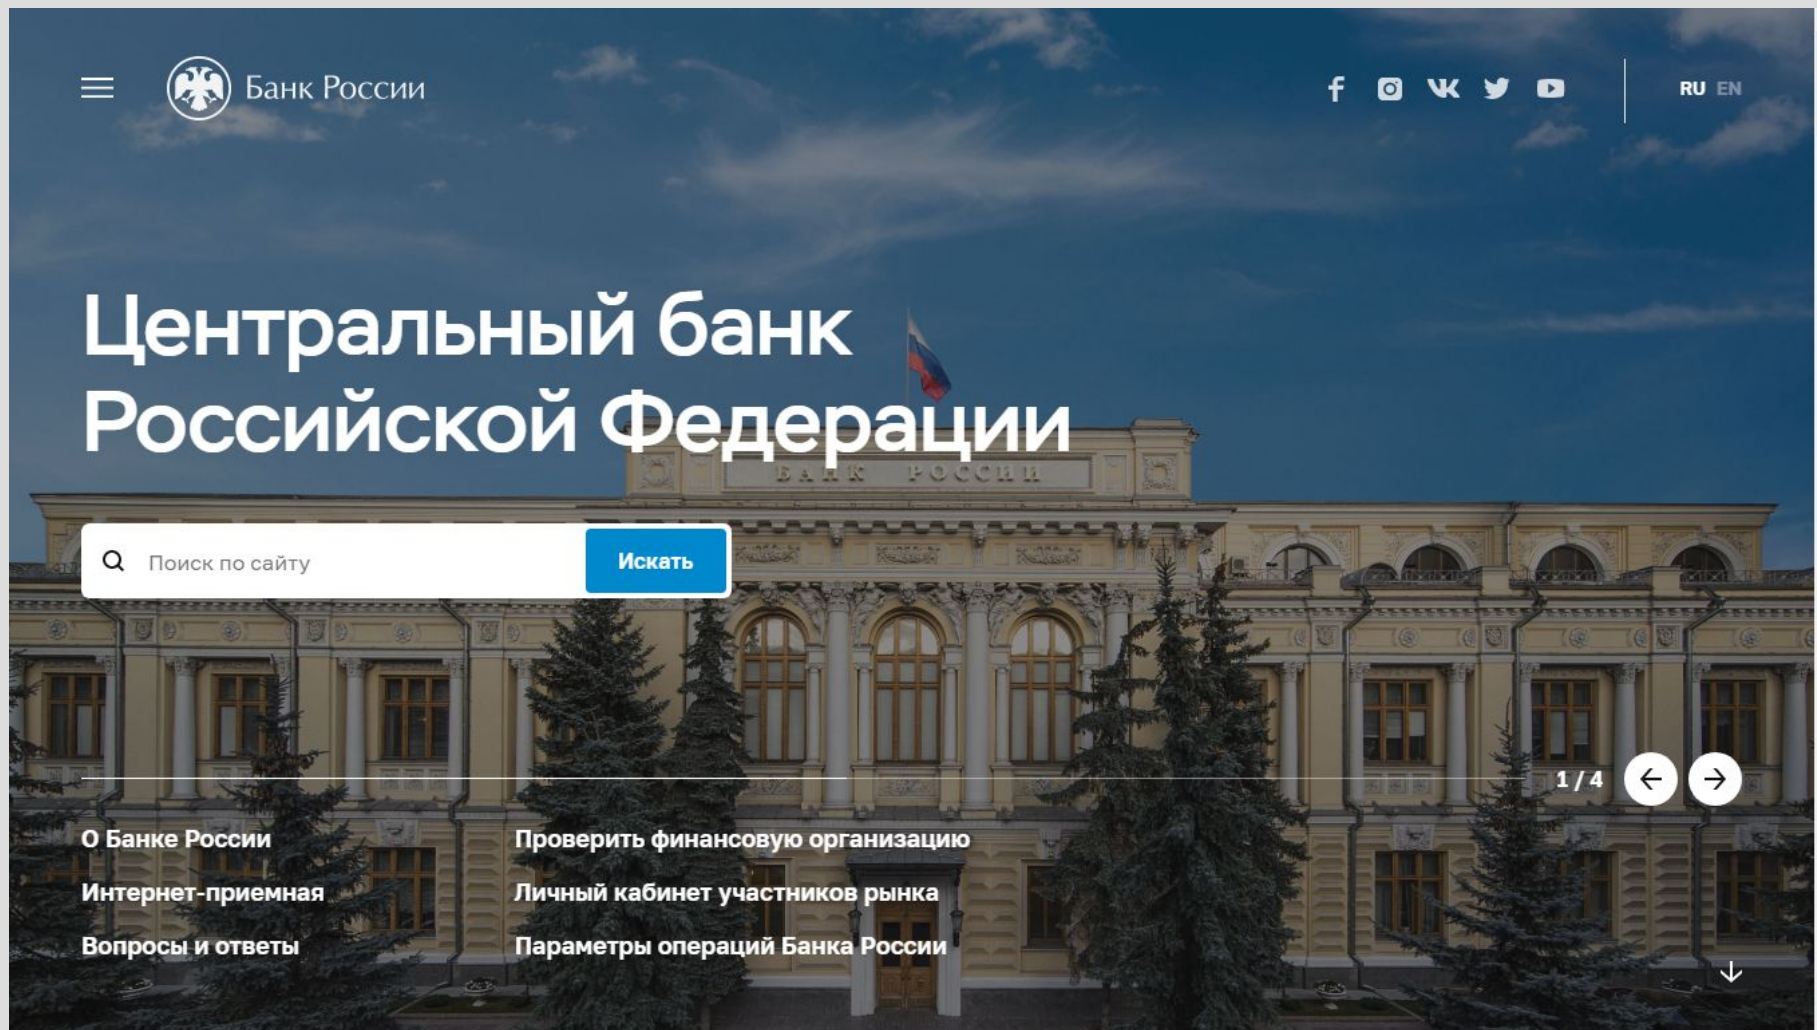 Банк России
RU EN
Центральный банк
Российской Федерации
БАНК РОССИИ
Поиск по сайту
Искать
1 / 4
О Банке России
Проверить финансовую организацию
Интернет-приемная
Личный кабинет участников рынка
Вопросы и ответы
Параметры операций Банка России